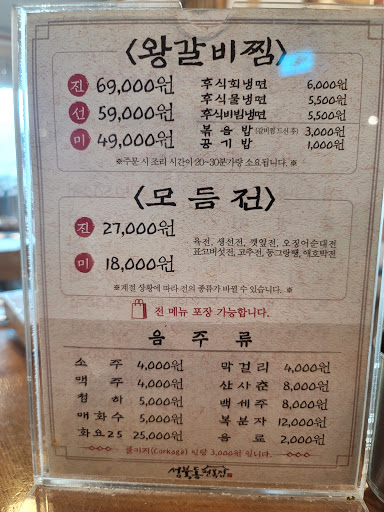 <왕갈비찜>
진 69,000원 후식회냉면 6,000원
선 59,000원 후식물냉면 5,500원
후식비빔냉면 5,500원
미 49,000원 볶음밥(갈비찜 드신 후) 3,000원
공기밥 1,000원
※주문 시 조리 시간이 20~30분가량 소요됩니다. ※
<모듬전>
진 27,000원
미 18,000원
육전, 생선전, 깻잎전, 오징어순대전
표고버섯전, 고추전, 동그랑땡, 애호박전
※계절 상황에 따라 전의 종류가 바뀔 수 있습니다. ※
전 메뉴 포장 가능합니다.
음 주 류
소주 4,000원 막걸리 4,000원
맥주 4,000원 산사춘 8,000원
청하 5,000원 백세주 8,000원
매화수 5,000원 복분자 12,000원
화요25 25,000원 음료 2,000원
콜키지(Corkage) 인당 3,000원 입니다.